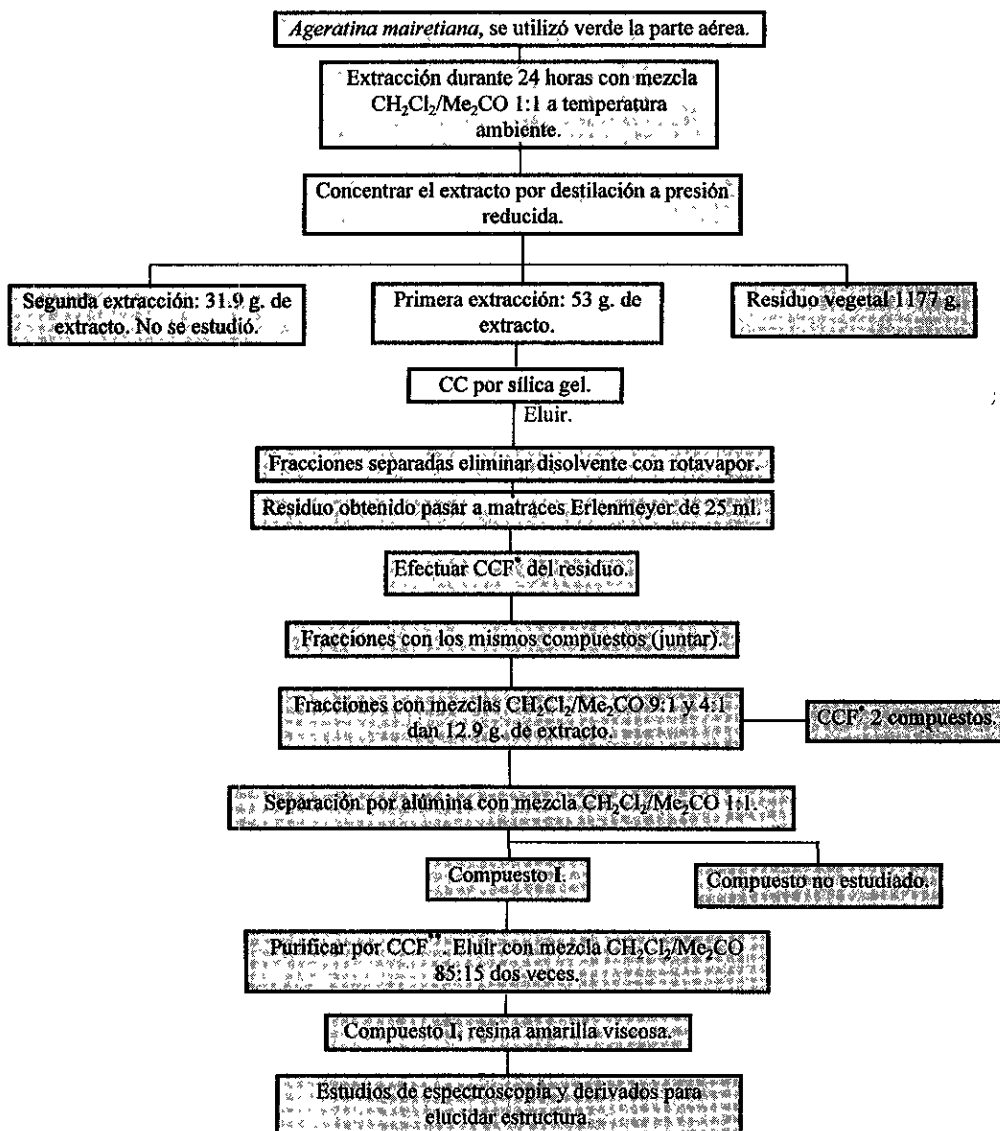 Ageratina mairetiana, se utilizó verde la parte aérea.
Extracción durante 24 horas con mezcla
CH₂Cl₂/Me₂CO 1:1 a temperatura
ambiente.
Concentrar el extracto por destilación a presión
reducida.
Segunda extracción: 31.9 g. de
extracto. No se estudió.
Primera extracción: 53 g. de
extracto.
Residuo vegetal 1177 g.
CC por sílica gel.
Eluir.
Fracciones separadas eliminar disolvente con rotavapor.
Residuo obtenido pasar a matraces Erlenmeyer de 25 ml.
Efectuar CCF* del residuo.
Fracciones con los mismos compuestos (juntar).
Fracciones con mezclas CH₂Cl₂/Me₂CO 9:1 y 4:1
dan 12.9 g. de extracto.
CCF* 2 compuestos.
Separación por alúmina con mezcla CH₂Cl₂/Me₂CO 1:1.
Compuesto I.
Compuesto no estudiado.
Purificar por CCF**. Eluir con mezcla CH₂Cl₂/Me₂CO
85:15 dos veces.
Compuesto I, resina amarilla viscosa.
Estudios de espectroscopía y derivados para
elucidar estructura.